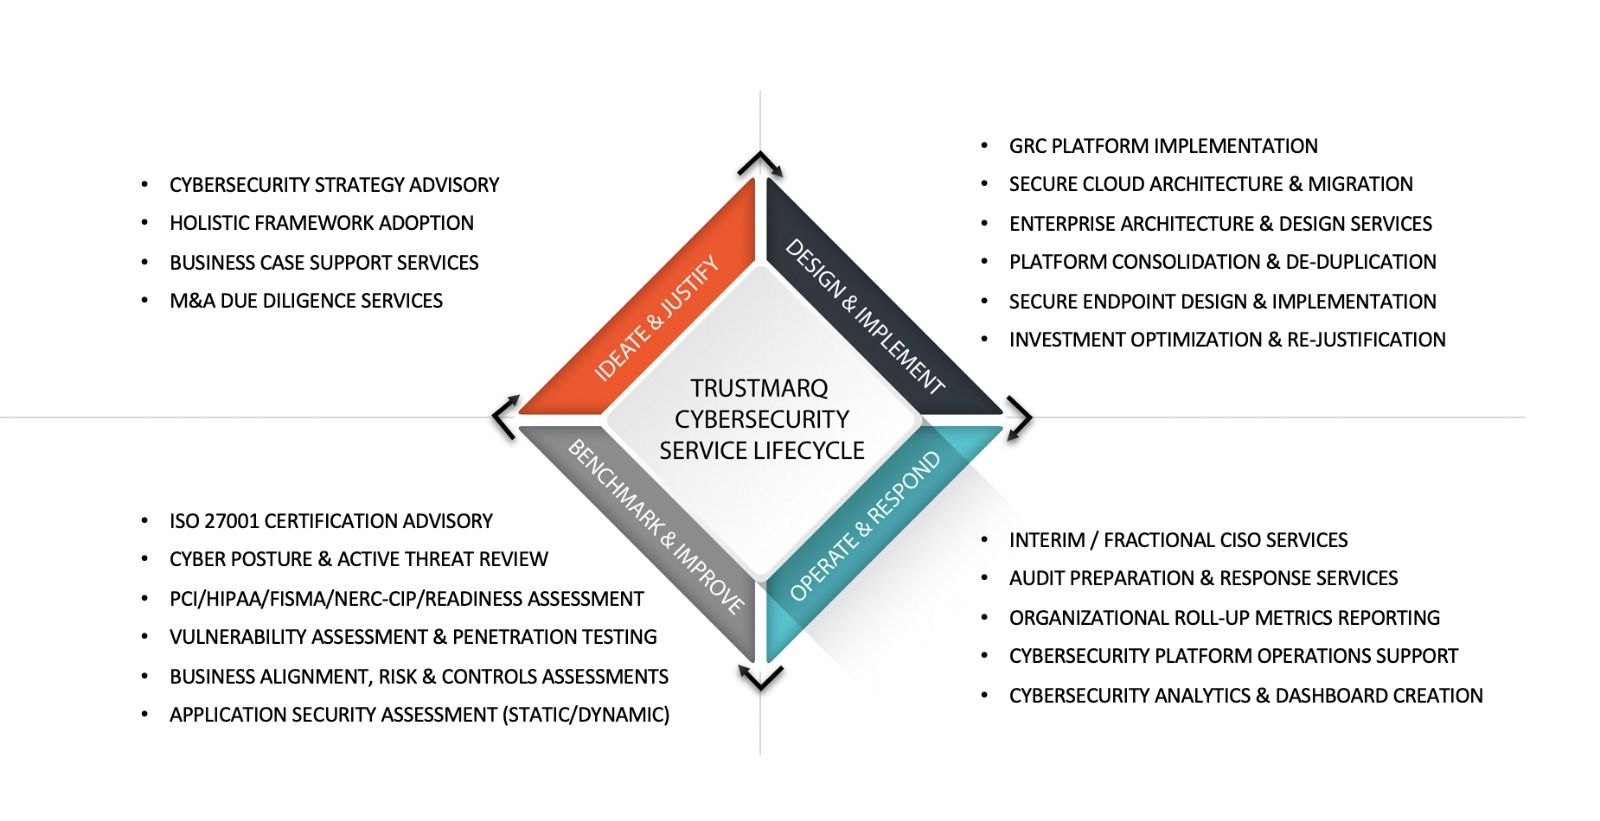 • CYBERSECURITY STRATEGY ADVISORY
• HOLISTIC FRAMEWORK ADOPTION
• BUSINESS CASE SUPPORT SERVICES
• M&A DUE DILIGENCE SERVICES
• GRC PLATFORM IMPLEMENTATION
• SECURE CLOUD ARCHITECTURE & MIGRATION
• ENTERPRISE ARCHITECTURE & DESIGN SERVICES
• PLATFORM CONSOLIDATION & DE-DUPLICATION
• SECURE ENDPOINT DESIGN & IMPLEMENTATION
• INVESTMENT OPTIMIZATION & RE-JUSTIFICATION
IDEATE & JUSTIFY
DESIGN & IMPLEMENT
TRUSTMARQ
CYBERSECURITY
SERVICE LIFECYCLE
BENCHMARK & IMPROVE
OPERATE & RESPOND
• ISO 27001 CERTIFICATION ADVISORY
• CYBER POSTURE & ACTIVE THREAT REVIEW
• PCI/HIPAA/FISMA/NERC-CIP/READINESS ASSESSMENT
• VULNERABILITY ASSESSMENT & PENETRATION TESTING
• BUSINESS ALIGNMENT, RISK & CONTROLS ASSESSMENTS
• APPLICATION SECURITY ASSESSMENT (STATIC/DYNAMIC)
• INTERIM / FRACTIONAL CISO SERVICES
• AUDIT PREPARATION & RESPONSE SERVICES
• ORGANIZATIONAL ROLL-UP METRICS REPORTING
• CYBERSECURITY PLATFORM OPERATIONS SUPPORT
• CYBERSECURITY ANALYTICS & DASHBOARD CREATION